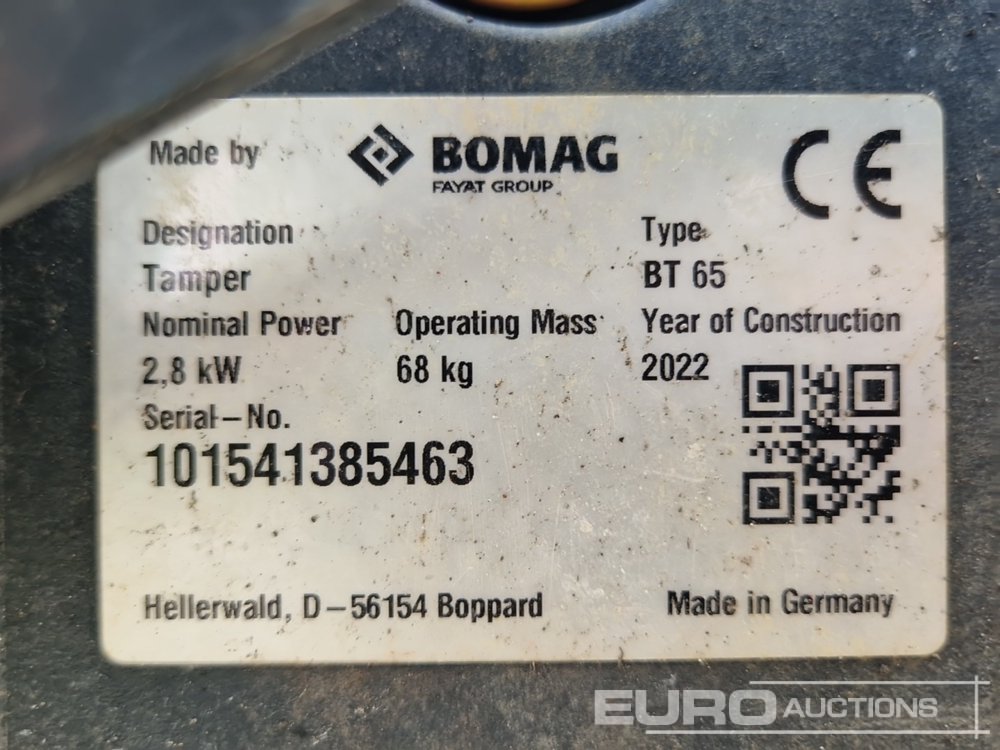 Made by BOMAG CE
FAYAT GROUP
Designation Type
Tamper BT 65
Nominal Power Operating Mass Year of Construction
2,8 kW 68 kg 2022
Serial-No.
101541385463
Hellerwald, D-56154 Boppard Made in Germany
EURO AUCTIONS